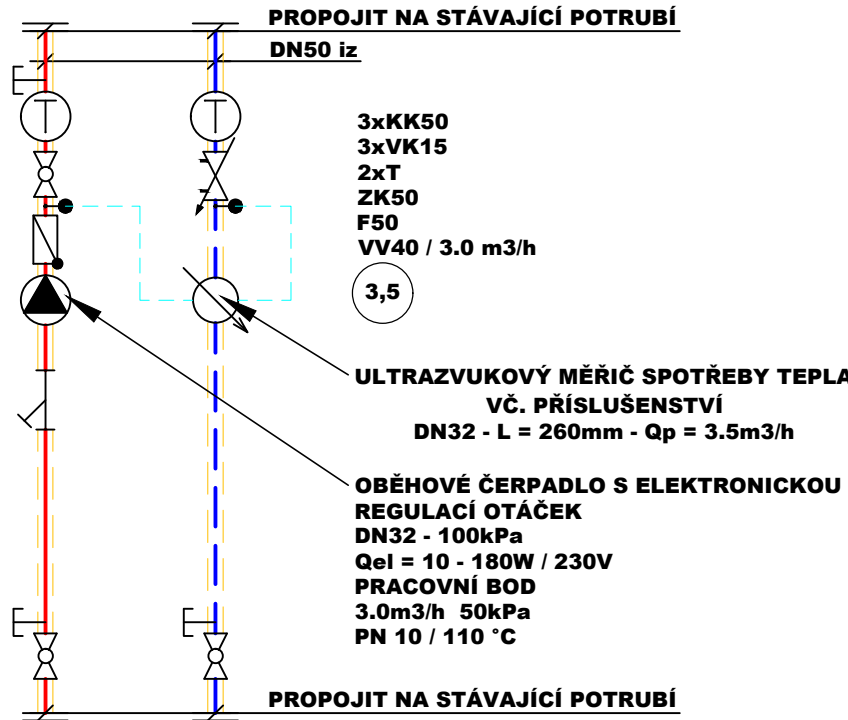 PROPOJIT NA STÁVAJÍCÍ POTRUBÍ
DN50 iz
T
T
3xKK50
3xVK15
2xT
ZK50
F50
VV40 / 3.0 m3/h
3,5
ULTRAZVUKOVÝ MĚŘIČ SPOTŘEBY TEPLA
VČ. PŘÍSLUŠENSTVÍ
DN32 - L = 260mm - Qp = 3.5m3/h
OBĚHOVÉ ČERPADLO S ELEKTRONICKOU
REGULACÍ OTÁČEK
DN32 - 100kPa
Qel = 10 - 180W / 230V
PRACOVNÍ BOD
3.0m3/h 50kPa
PN 10 / 110 °C
PROPOJIT NA STÁVAJÍCÍ POTRUBÍ